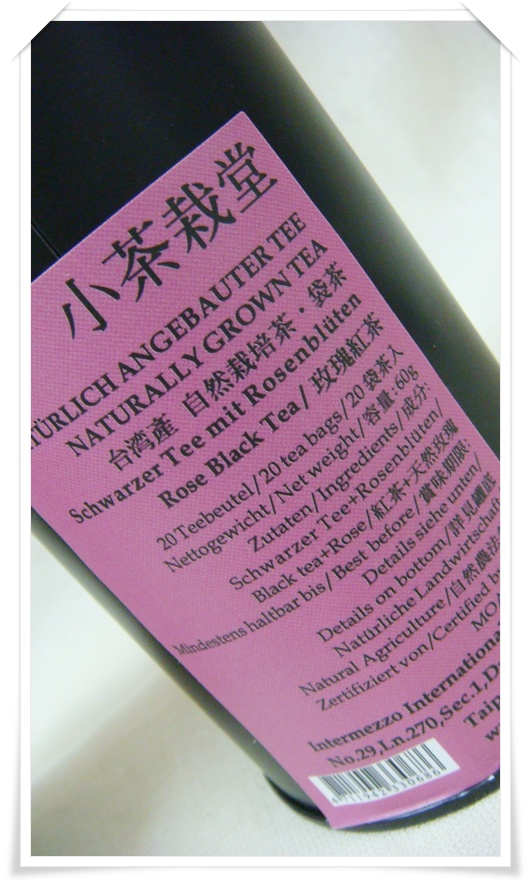 小茶栽堂
TÜRLICH ANGEBAUTER TEE
NATURALLY GROWN TEA
台湾産 自然栽培茶・袋茶
Schwarzer Tee mit Rosenblüten
Rose Black Tea/ 玫瑰紅茶
20 Teebeutel/20 tea bags/20 袋茶入
Nettogewicht/Net weight/容量:60g
Zutaten/Ingredients/成分:
Schwarzer Tee+Rosenblüten/
Black tea+Rose/紅茶+天然玫瑰
Mindestens haltbar bis/Best before/賞味期限:
Details siehe unten/
Details on bottom/詳見罐底
Natürliche Landwirtschaft
Natural Agriculture/自然農法
Zertifiziert von/Certified by
MOA
Intermezzo International
No.29,Ln.270,Sec.1,D
Taip
w